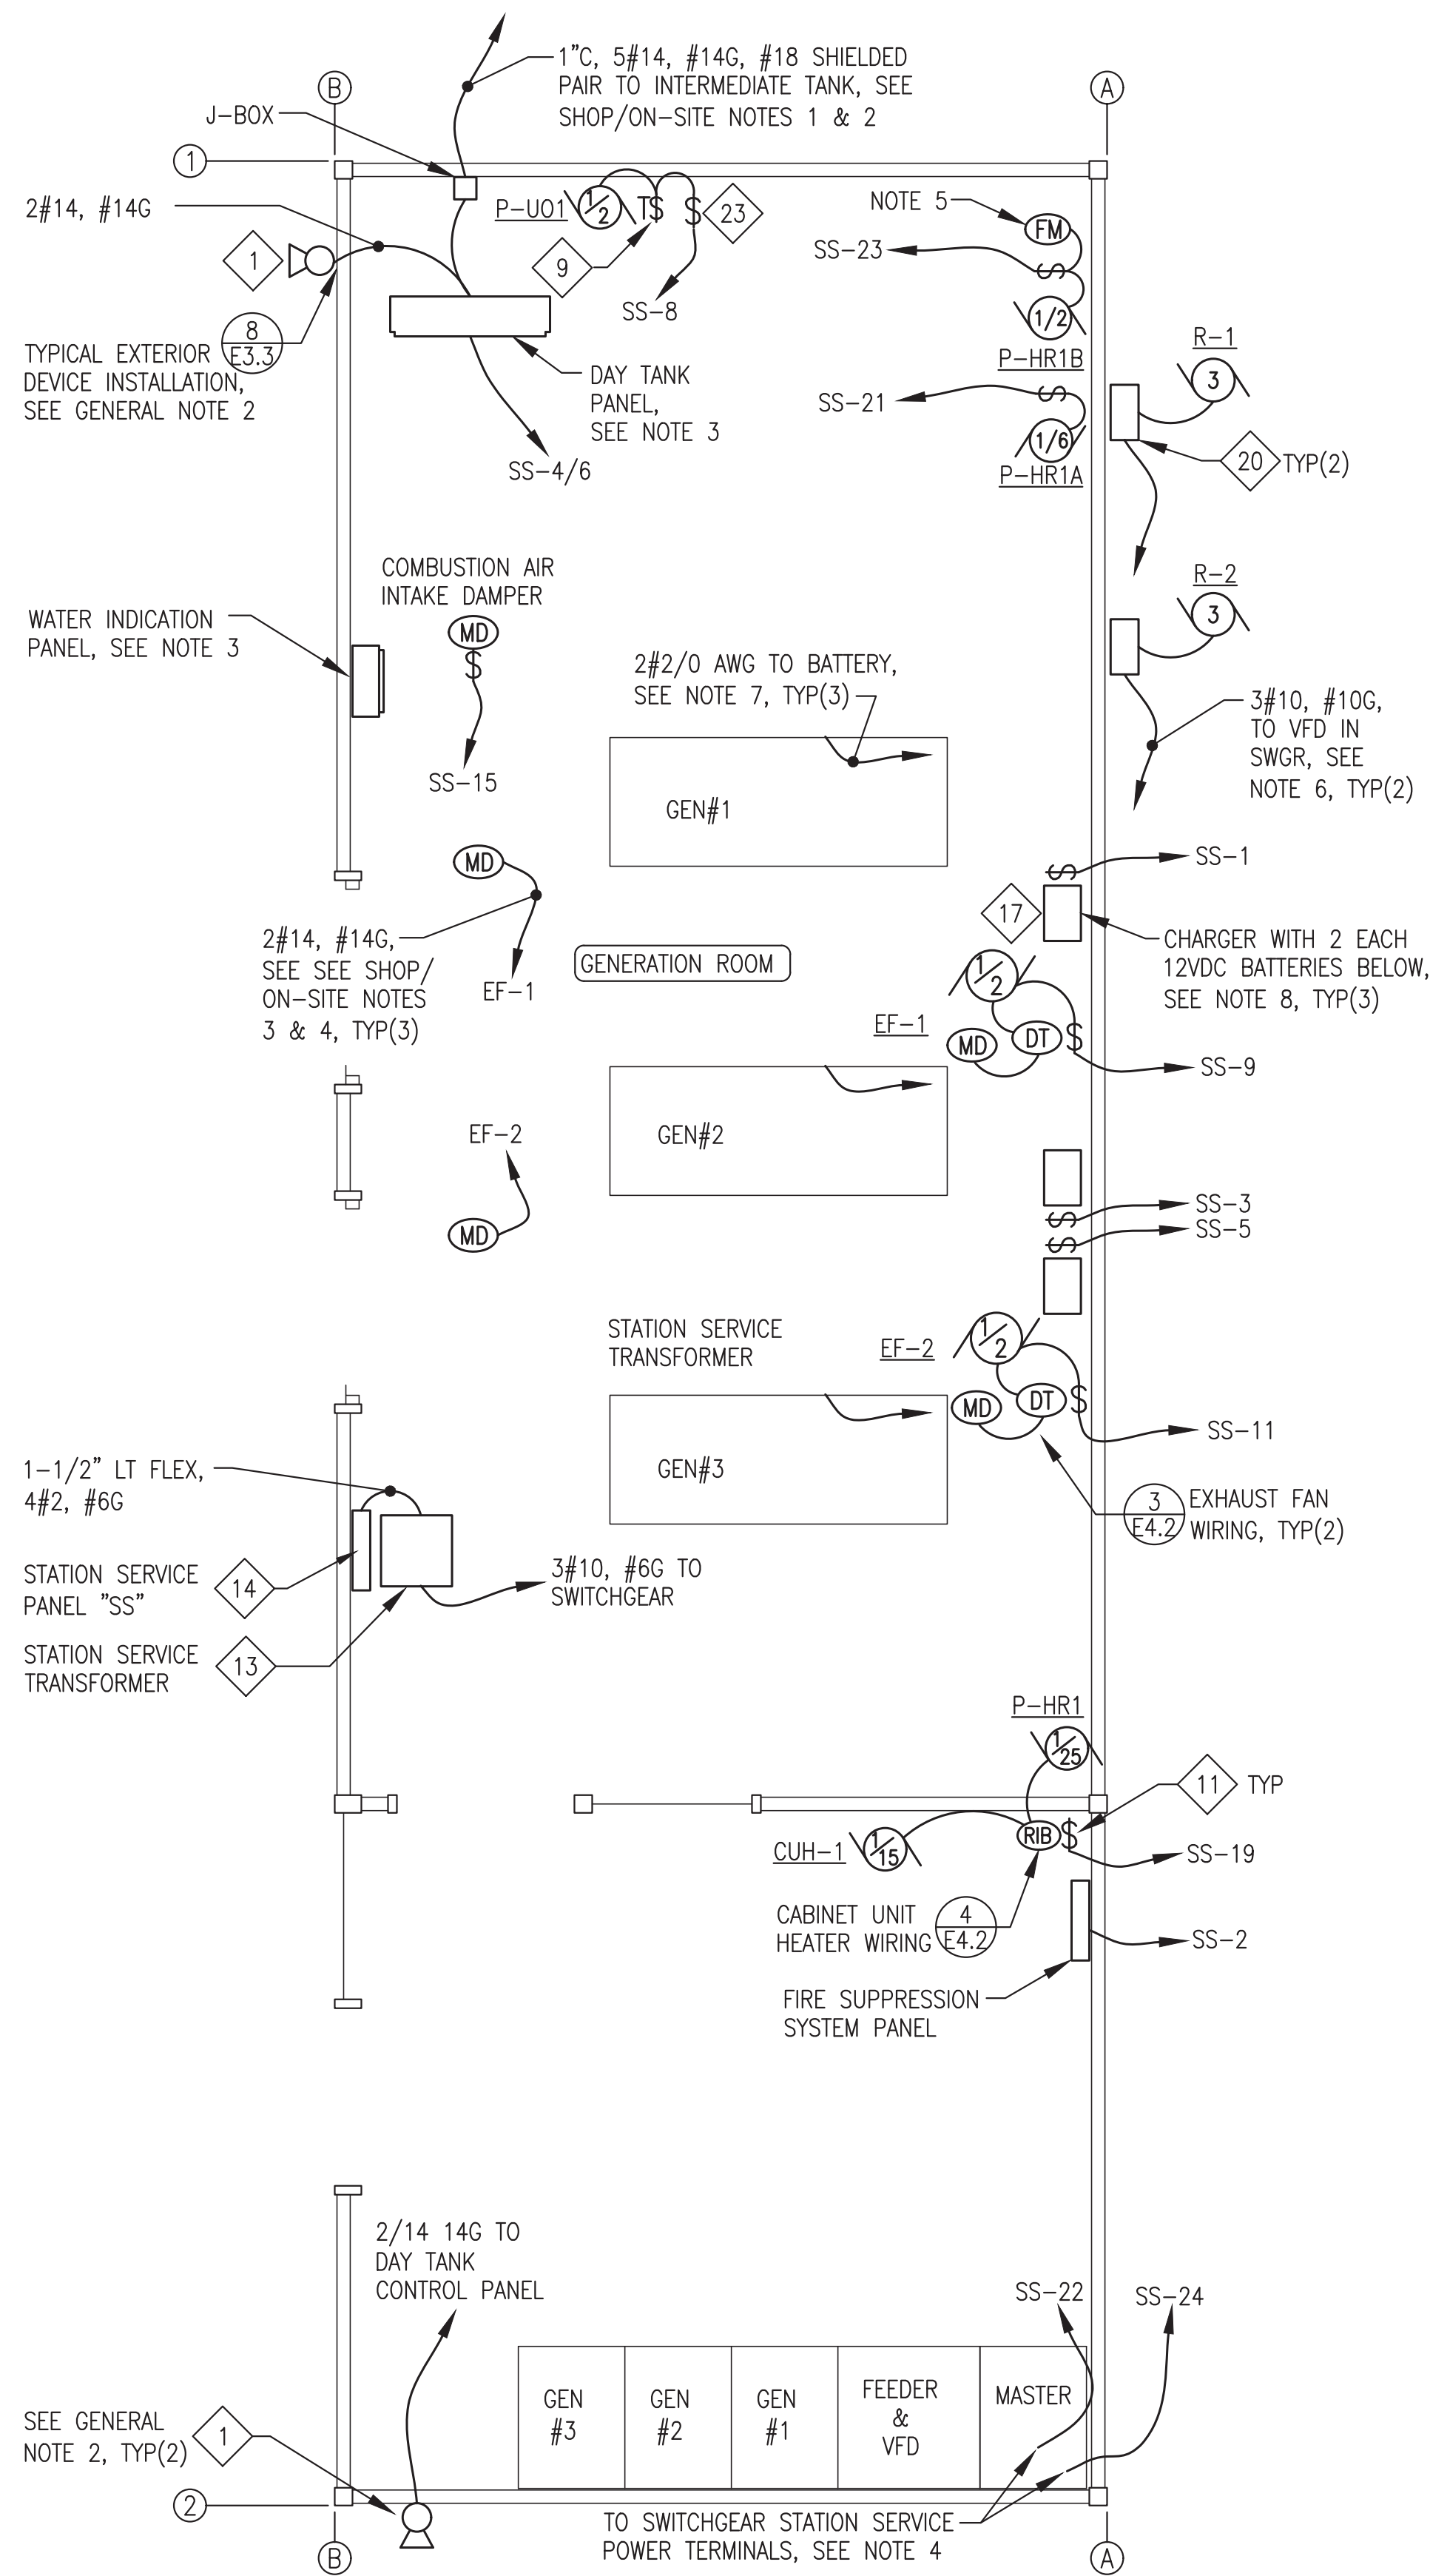 1"C, 5#14, #14G, #18 SHIELDED
PAIR TO INTERMEDIATE TANK, SEE
SHOP/ON-SITE NOTES 1 & 2
B
A
J-BOX
1
2#14, #14G
P-UO1
1/2
T$
$
23
NOTE 5
FM
1
9
SS-23
$
SS-8
1/2
8
E3.3
TYPICAL EXTERIOR
DEVICE INSTALLATION,
SEE GENERAL NOTE 2
P-HR1B
R-1
3
DAY TANK
PANEL,
SEE NOTE 3
SS-21
$
1/6
P-HR1A
20
TYP(2)
SS-4/6
COMBUSTION AIR
INTAKE DAMPER
MD
$
R-2
3
WATER INDICATION
PANEL, SEE NOTE 3
2#2/0 AWG TO BATTERY,
SEE NOTE 7, TYP(3)
3#10, #10G,
TO VFD IN
SWGR, SEE
NOTE 6, TYP(2)
SS-15
GEN#1
MD
$
SS-1
17
2#14, #14G,
SEE SEE SHOP/
ON-SITE NOTES
3 & 4, TYP(3)
EF-1
GENERATION ROOM
CHARGER WITH 2 EACH
12VDC BATTERIES BELOW,
SEE NOTE 8, TYP(3)
1/2
EF-1
MD
DT
$
SS-9
EF-2
GEN#2
MD
SS-3
$
$
SS-5
STATION SERVICE
TRANSFORMER
EF-2
1/2
MD
DT
$
SS-11
1-1/2" LT FLEX,
4#2, #6G
GEN#3
3
E4.2
EXHAUST FAN
WIRING, TYP(2)
STATION SERVICE
PANEL "SS"
14
3#10, #6G TO
SWITCHGEAR
STATION SERVICE
TRANSFORMER
13
P-HR1
1/25
11
TYP
CUH-1
1/15
RIB
$
SS-19
CABINET UNIT
HEATER WIRING
4
E4.2
SS-2
FIRE SUPPRESSION
SYSTEM PANEL
2/14 14G TO
DAY TANK
CONTROL PANEL
SS-22
SS-24
GEN
#3
GEN
#2
GEN
#1
FEEDER
&
VFD
MASTER
SEE GENERAL
NOTE 2, TYP(2)
1
2
TO SWITCHGEAR STATION SERVICE
POWER TERMINALS, SEE NOTE 4
B
A